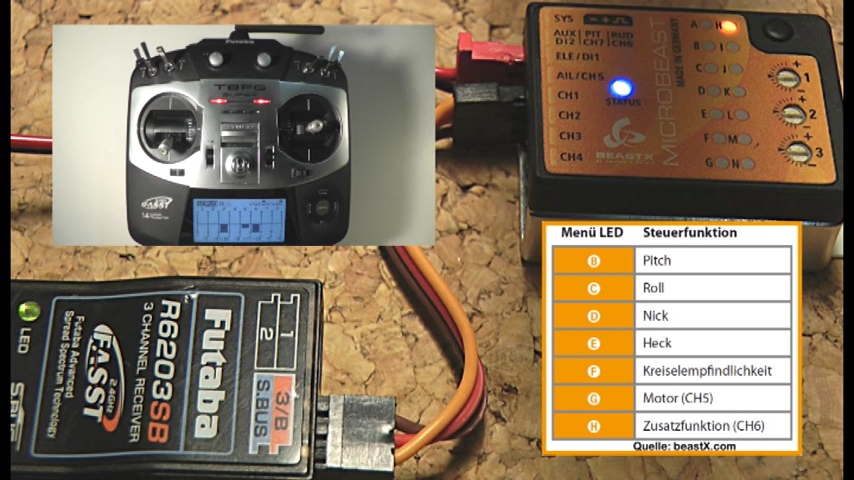 Futaba
T8FG
SUPER
FASST
14
SYS
AUX| PIT |RUD
DI2 |CH7 |CH6
ELE/DI1
AIL/CH5
CH1
CH2
CH3
CH4
STATUS
BEASTX
MICROBEAST
MADE IN GERMANY
A H
B I
C J
D K
E L
F M
G N
1
2
3
Menü LED Steuerfunktion
B Pitch
C Roll
D Nick
E Heck
F Kreiselempfindlichkeit
G Motor (CH5)
H Zusatzfunktion (CH6)
Quelle: beastX.com
Futaba
R6203SB
3 CHANNEL RECEIVER
2.4GHz
FASST
Futaba Advanced
Spread Spectrum Technology
LED
S.BUS
1
2
3/B
S.BUS